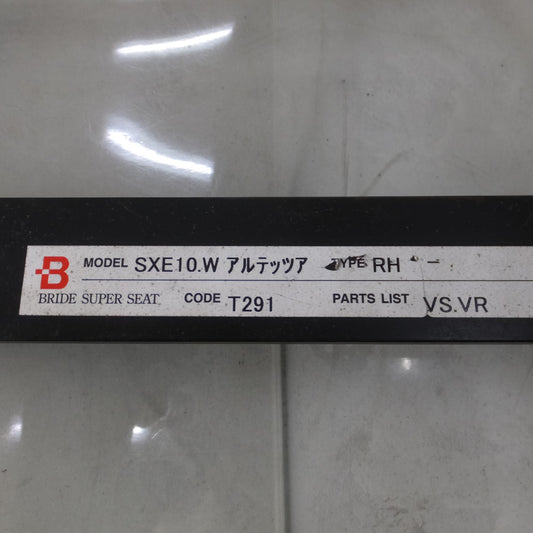 B MODEL SXE10.W アルテッツア TYPE RH
BRIDE SUPER SEAT. CODE T291 PARTS LIST VS.VR